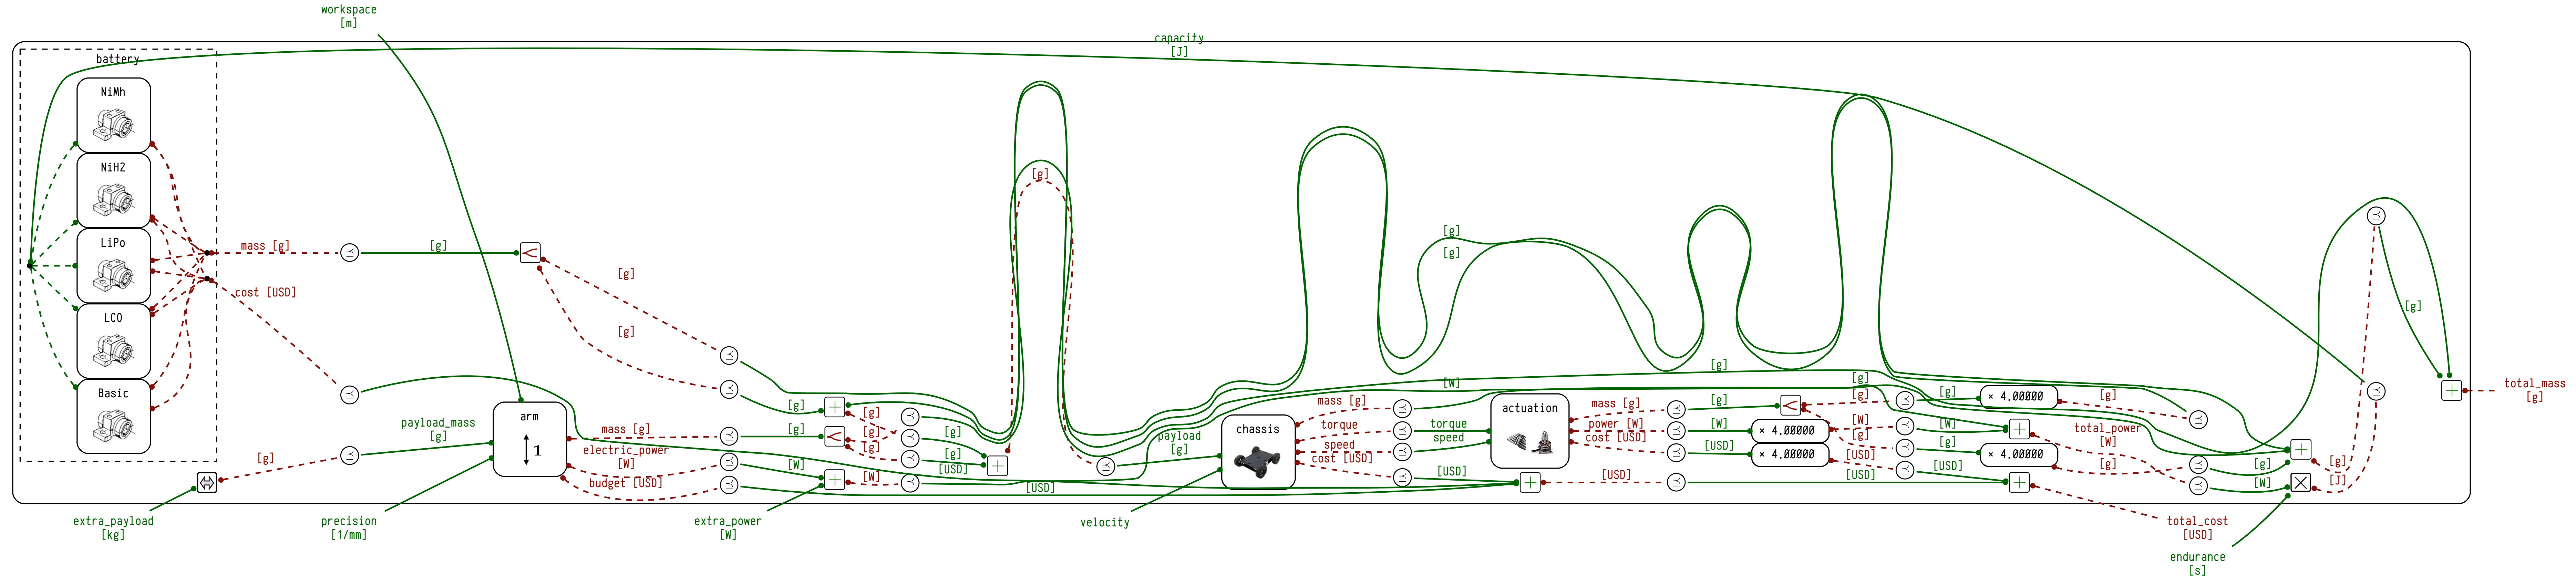 workspace
[m]
capacity
[J]
battery
NiMh
NiH2
LiPo
LCO
Basic
mass [g]
cost [USD]
[g]
[g]
[g]
payload_mass
[g]
[g]
arm
1
mass [g]
electric_power
[W]
budget [USD]
[g]
[g]
[W]
[g]
[g]
[g]
[W]
[g]
[g]
[USD]
[g]
[USD]
payload
[g]
chassis
mass [g]
torque
speed
cost [USD]
[g]
[g]
[W]
torque
speed
[USD]
actuation
mass [g]
power [W]
cost [USD]
[USD]
[g]
[g]
[W]
[USD]
× 4.00000
× 4.00000
[g]
[g]
[W]
[g]
[USD]
[USD]
[g]
[W]
[g]
[USD]
× 4.00000
× 4.00000
[g]
total_power
[W]
[g]
[g]
[W]
[g]
[J]
[g]
total_mass
[g]
extra_payload
[kg]
precision
[1/mm]
extra_power
[W]
velocity
total_cost
[USD]
endurance
[s]